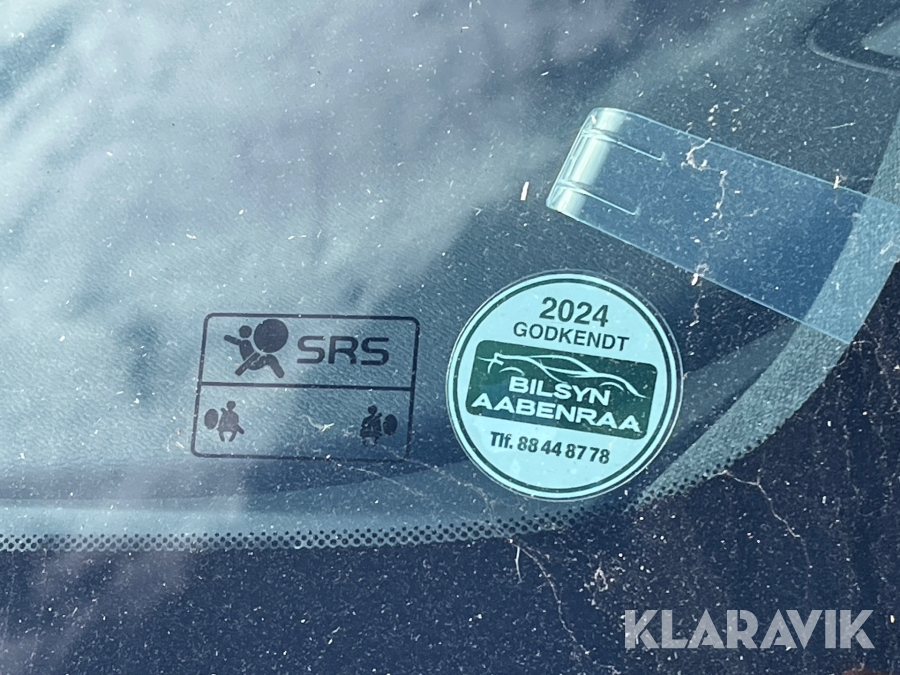 2024
GODKENDT
BILSYN
AABENRAA
Tlf. 88 44 87 78
SRS
KLARAVIK